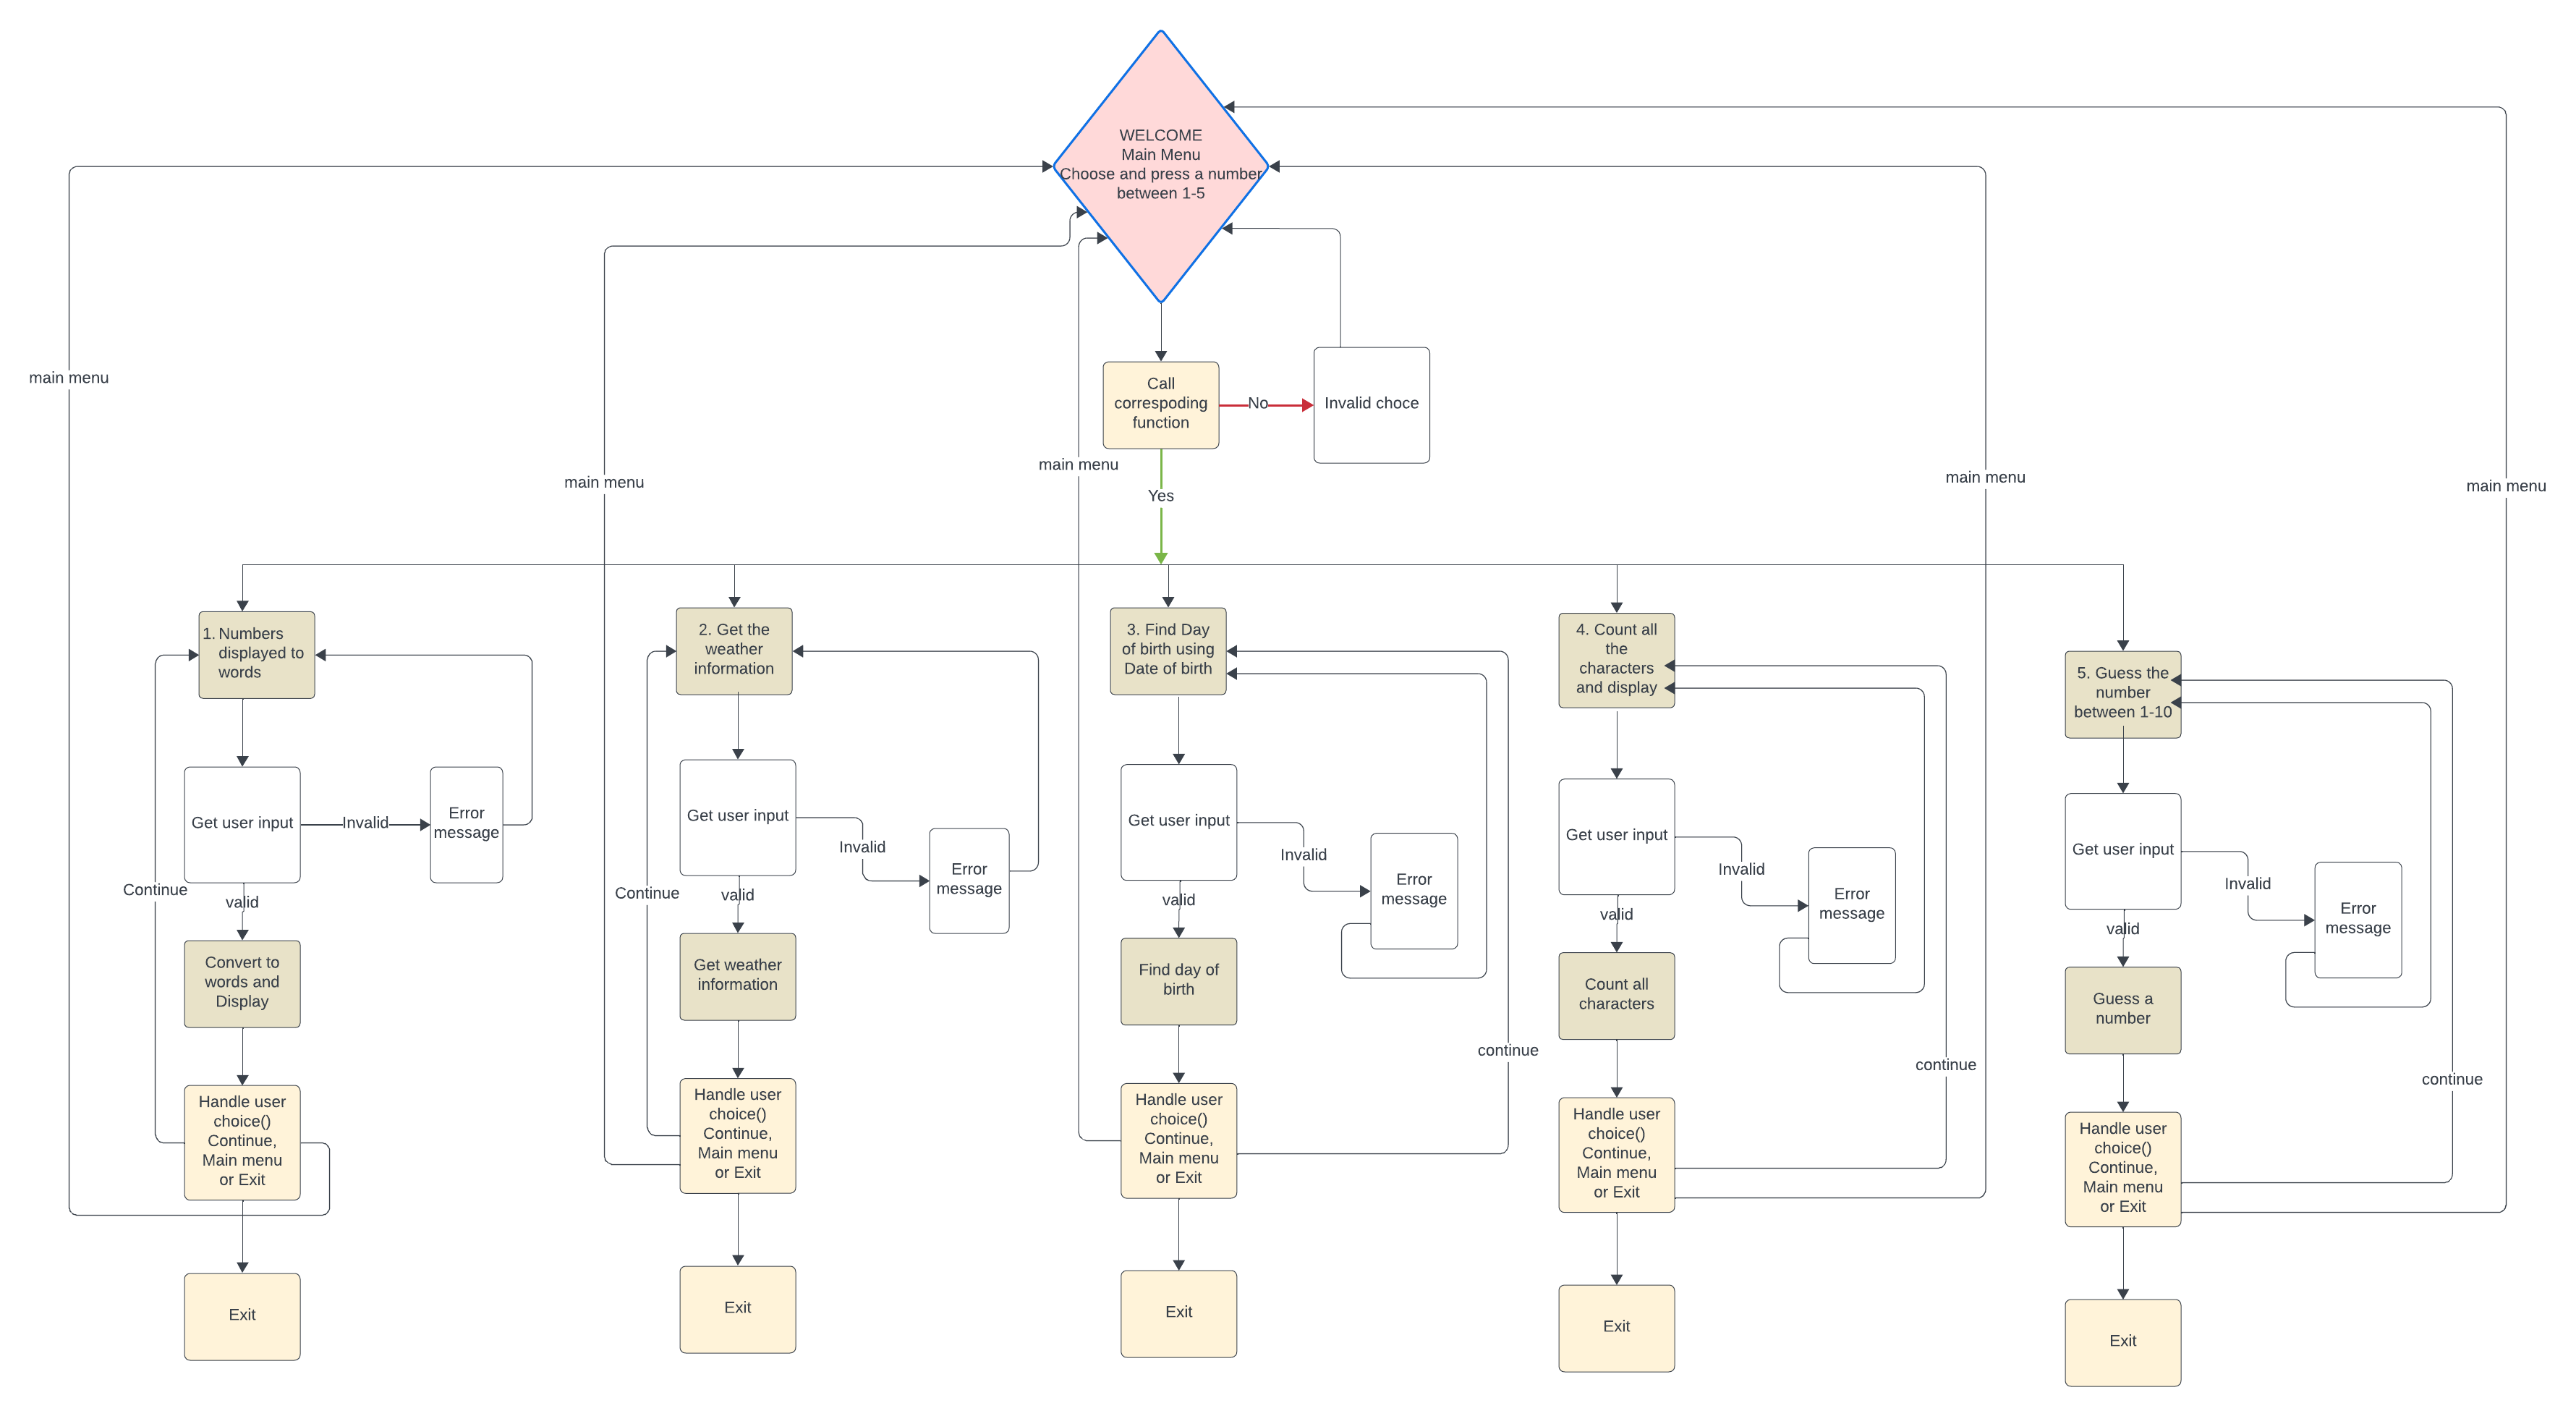 WELCOME
Main Menu
Choose and press a number
between 1-5
main menu
Call
correspoding
function
No
Invalid choce
main menu
main menu
main menu
main menu
Yes
1. Numbers
displayed to
words
2. Get the
weather
information
3. Find Day
of birth using
Date of birth
4. Count all
the
characters
and display
5. Guess the
number
between 1-10
Get user input
Invalid
Error
message
Continue
valid
Convert to
words and
Display
Handle user
choice()
Continue,
Main menu
or Exit
Exit
Get user input
Invalid
Error
message
Continue
valid
Get weather
information
Handle user
choice()
Continue,
Main menu
or Exit
Exit
Get user input
Invalid
Error
message
valid
Find day of
birth
continue
Handle user
choice()
Continue,
Main menu
or Exit
Exit
Get user input
Invalid
Error
message
valid
Count all
characters
continue
Handle user
choice()
Continue,
Main menu
or Exit
Exit
Get user input
Invalid
Error
message
valid
Guess a
number
continue
Handle user
choice()
Continue,
Main menu
or Exit
Exit